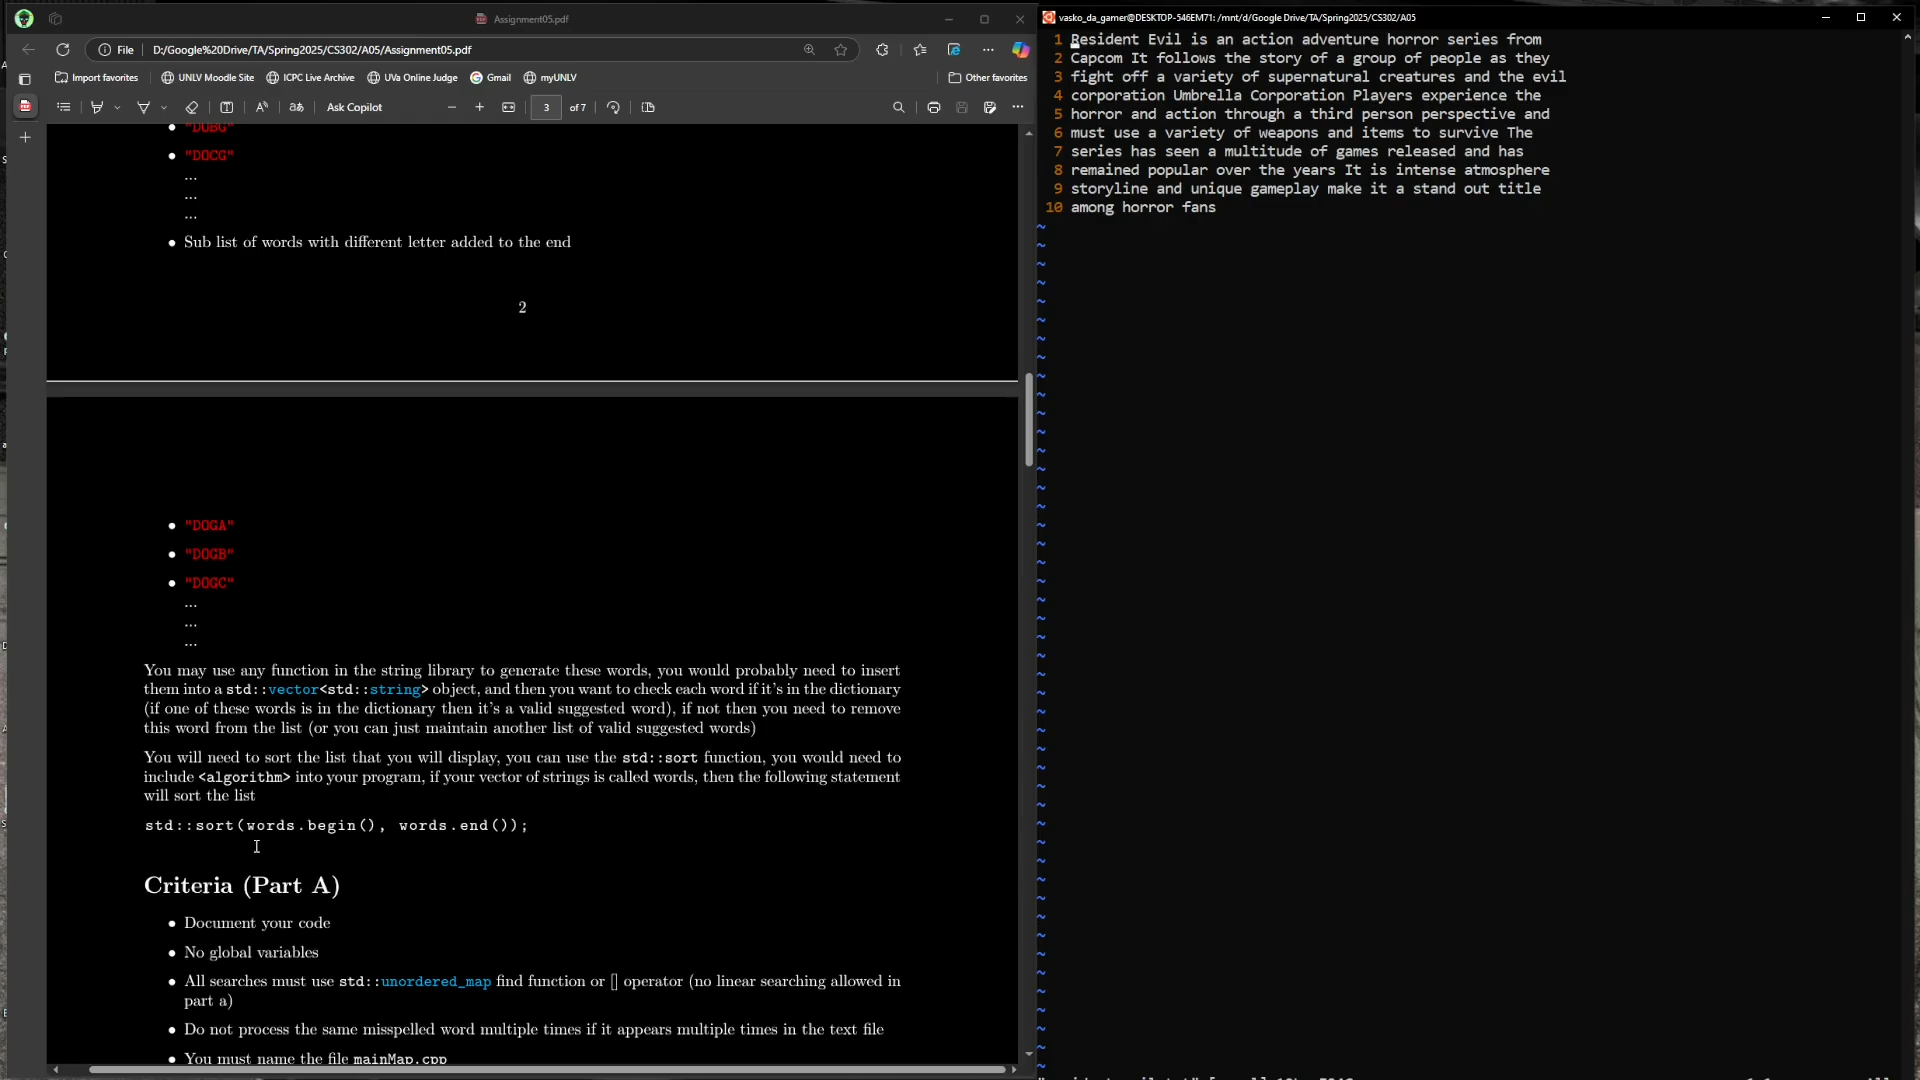 Assignment05.pdf
File D:/Google%20Drive/TA/Spring2025/CS302/A05/Assignment05.pdf
Import favorites UNLV Moodle Site ICPC Live Archive UVa Online Judge Gmail myUNLV Other favorites
Ask Copilot 3 of 7
"DOBG"
"DOCG"
...
...
...
Sub list of words with different letter added to the end
2
"DOGA"
"DOGB"
"DOGC"
...
...
...
You may use any function in the string library to generate these words, you would probably need to insert
them into a std::vector<std::string> object, and then you want to check each word if it's in the dictionary
(if one of these words is in the dictionary then it's a valid suggested word), if not then you need to remove
this word from the list (or you can just maintain another list of valid suggested words)
You will need to sort the list that you will display, you can use the std::sort function, you would need to
include <algorithm> into your program, if your vector of strings is called words, then the following statement
will sort the list
std::sort(words.begin(), words.end());
Criteria (Part A)
Document your code
No global variables
All searches must use std::unordered_map find function or [] operator (no linear searching allowed in
part a)
Do not process the same misspelled word multiple times if it appears multiple times in the text file
You must name the file mainMap.cpp
vasko_da_gamer@DESKTOP-546EM71: /mnt/d/Google Drive/TA/Spring2025/CS302/A05
1 Resident Evil is an action adventure horror series from
2 Capcom It follows the story of a group of people as they
3 fight off a variety of supernatural creatures and the evil
4 corporation Umbrella Corporation Players experience the
5 horror and action through a third person perspective and
6 must use a variety of weapons and items to survive The
7 series has seen a multitude of games released and has
8 remained popular over the years It is intense atmosphere
9 storyline and unique gameplay make it a stand out title
10 among horror fans
~